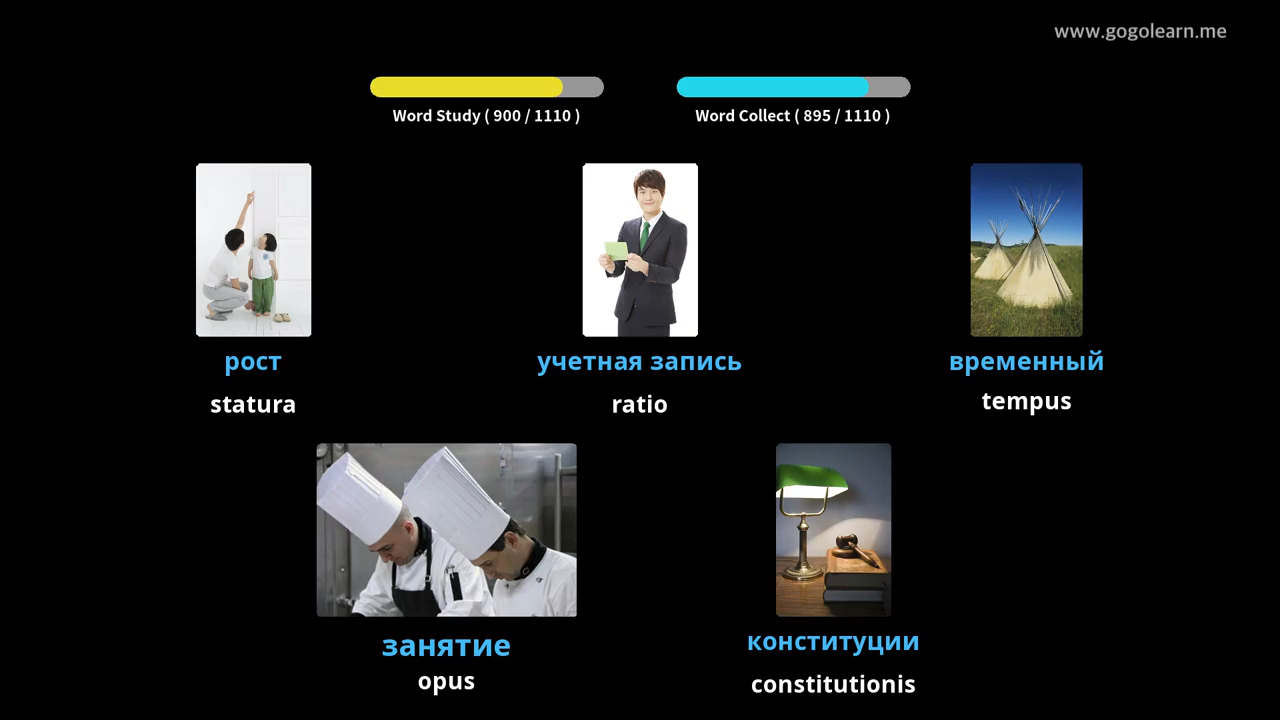 www.gogolearn.me
Word Study ( 900 / 1110 )
Word Collect ( 895 / 1110 )
рост
statura
учетная запись
ratio
временный
tempus
занятие
opus
конституции
constitutionis